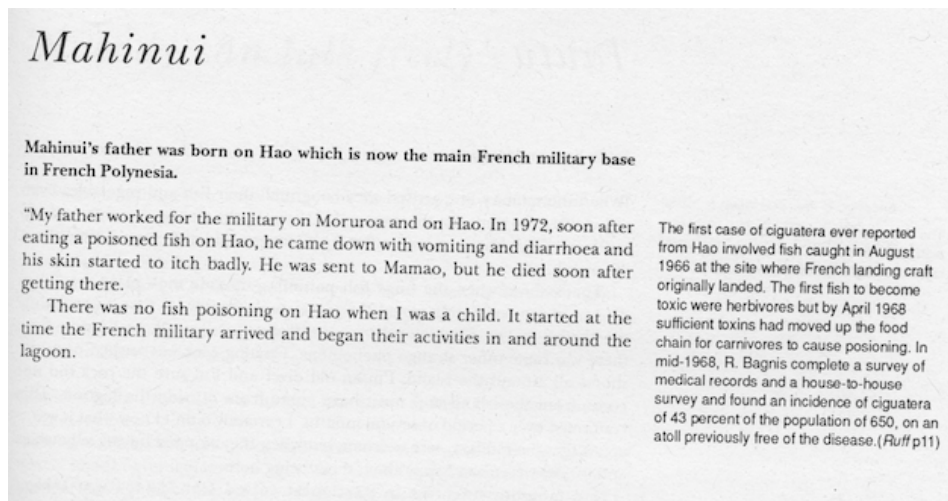 Mahinui
Mahinui's father was born on Hao which is now the main French military base
in French Polynesia.
"My father worked for the military on Moruroa and on Hao. In 1972, soon after
eating a poisoned fish on Hao, he came down with vomiting and diarrhoea and
his skin started to itch badly. He was sent to Mamao, but he died soon after
getting there.
There was no fish poisoning on Hao when I was a child. It started at the
time the French military arrived and began their activities in and around the
lagoon.
The first case of ciguatera ever reported
from Hao involved fish caught in August
1966 at the site where French landing craft
originally landed. The first fish to become
toxic were herbivores but by April 1968
sufficient toxins had moved up the food
chain for carnivores to cause posioning. In
mid-1968, R. Bagnis complete a survey of
medical records and a house-to-house
survey and found an incidence of ciguatera
of 43 percent of the population of 650, on an
atoll previously free of the disease.(Ruff p11)